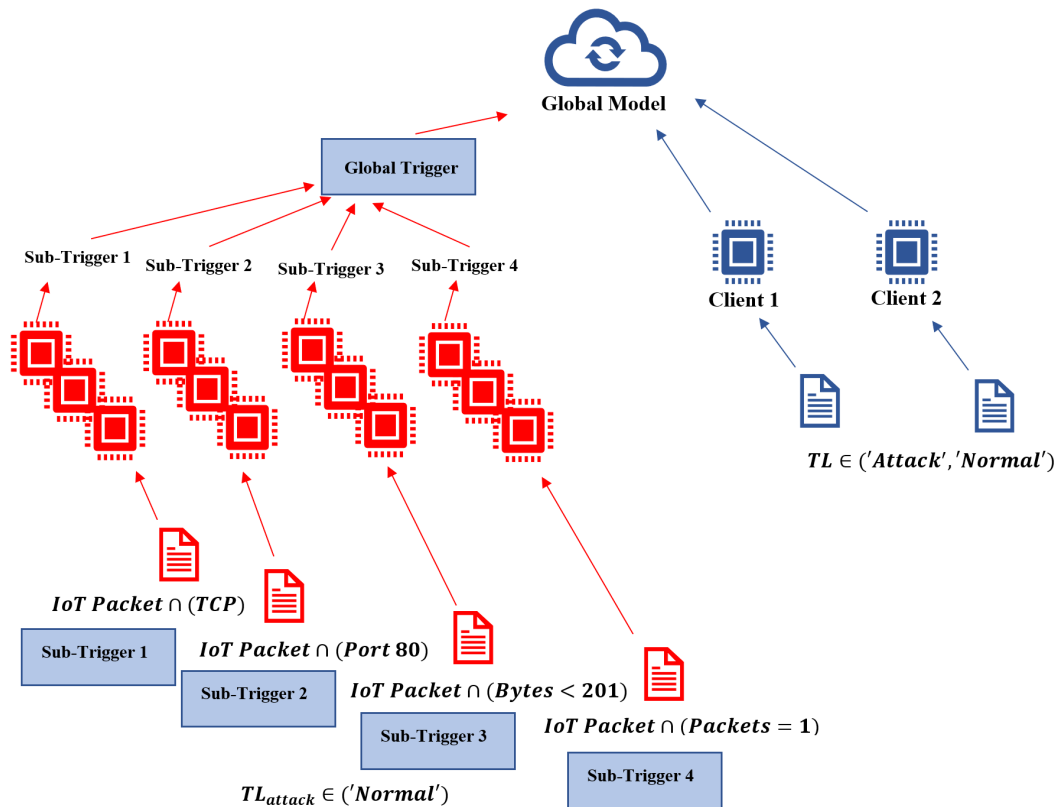 Global Model
Global Trigger
Sub-Trigger 1
Sub-Trigger 2
Sub-Trigger 3
Sub-Trigger 4
Client 1
Client 2
TL ∈ ('Attack', 'Normal')
IoT Packet ∩ (TCP)
Sub-Trigger 1
IoT Packet ∩ (Port 80)
Sub-Trigger 2
IoT Packet ∩ (Bytes < 201)
Sub-Trigger 3
IoT Packet ∩ (Packets = 1)
Sub-Trigger 4
TL_attack ∈ ('Normal')